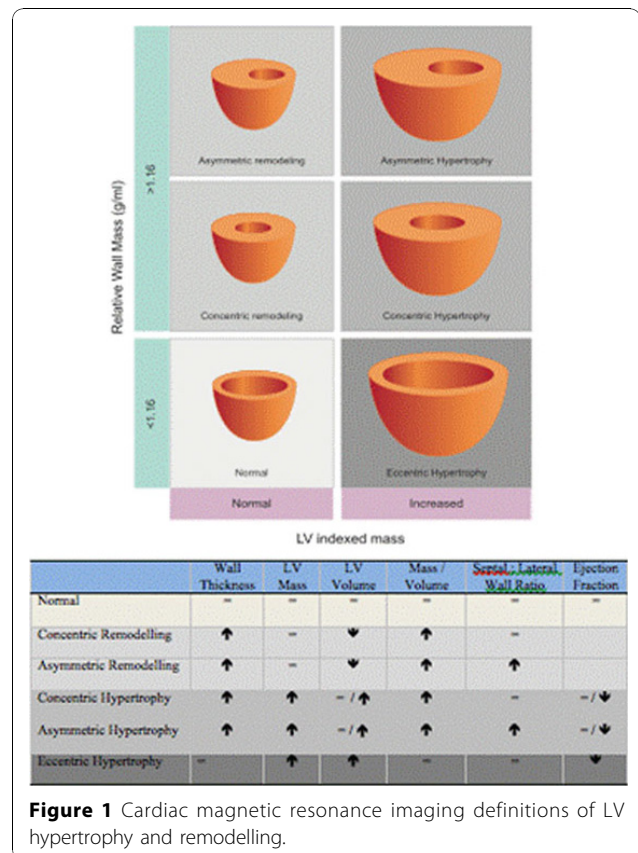 Relative Wall Mass (g/ml)
>1.16
<1.16
Asymmetric remodeling
Asymmetric Hypertrophy
Concentric remodeling
Concentric Hypertrophy
Normal
Eccentric Hypertrophy
Normal
Increased
LV indexed mass
Wall Thickness LV Mass LV Volume Mass / Volume Septal : Lateral Wall Ratio Ejection Fraction
Normal – – – – – –
Concentric Remodelling ↑ – ↓ ↑ –
Asymmetric Remodelling ↑ – ↓ ↑ ↑
Concentric Hypertrophy ↑ ↑ – / ↑ ↑ – – / ↓
Asymmetric Hypertrophy ↑ ↑ – / ↑ ↑ ↑ – / ↓
Eccentric Hypertrophy – ↑ ↑ – – ↓
Figure 1 Cardiac magnetic resonance imaging definitions of LV
hypertrophy and remodelling.